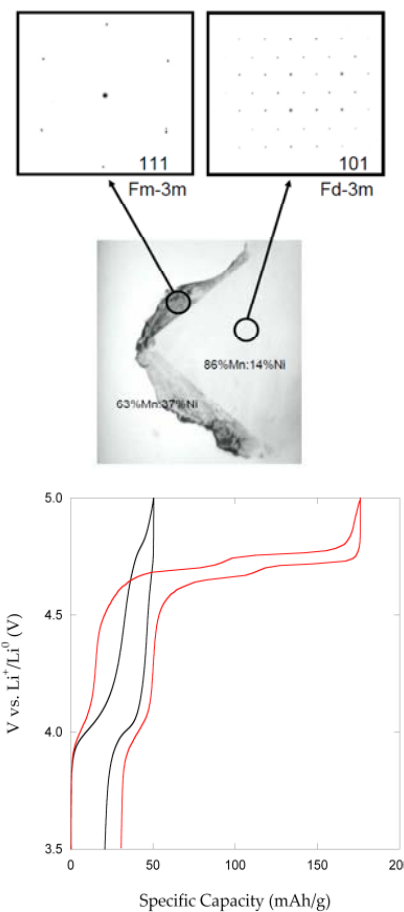 111
101
Fm-3m
Fd-3m
86%Mn:14%Ni
63%Mn:37%Ni
5.0
4.5
4.0
3.5
V vs. Li⁺/Li⁰ (V)
0
50
100
150
200
Specific Capacity (mAh/g)